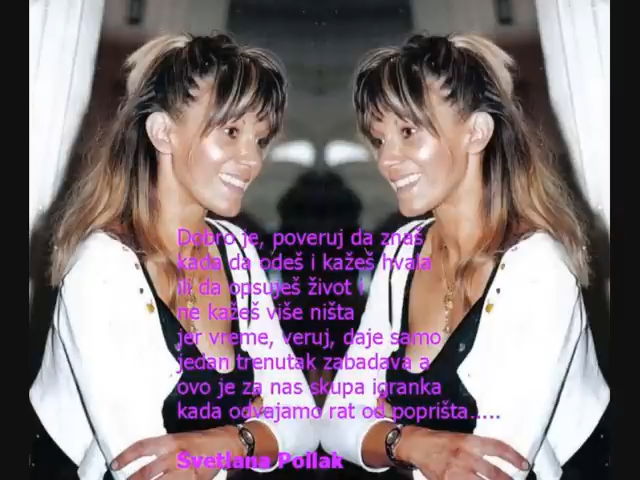 Dobro je, poveruj da znaš
kada da odeš i kažeš hvala
ili da opsuješ život i
ne kažeš više ništa
jer vreme, veruj, daje samo
jedan trenutak zabadava a
ovo je za nas skupa igranka
kada odvajamo rat od poprišta.....
Svetlana Pollak